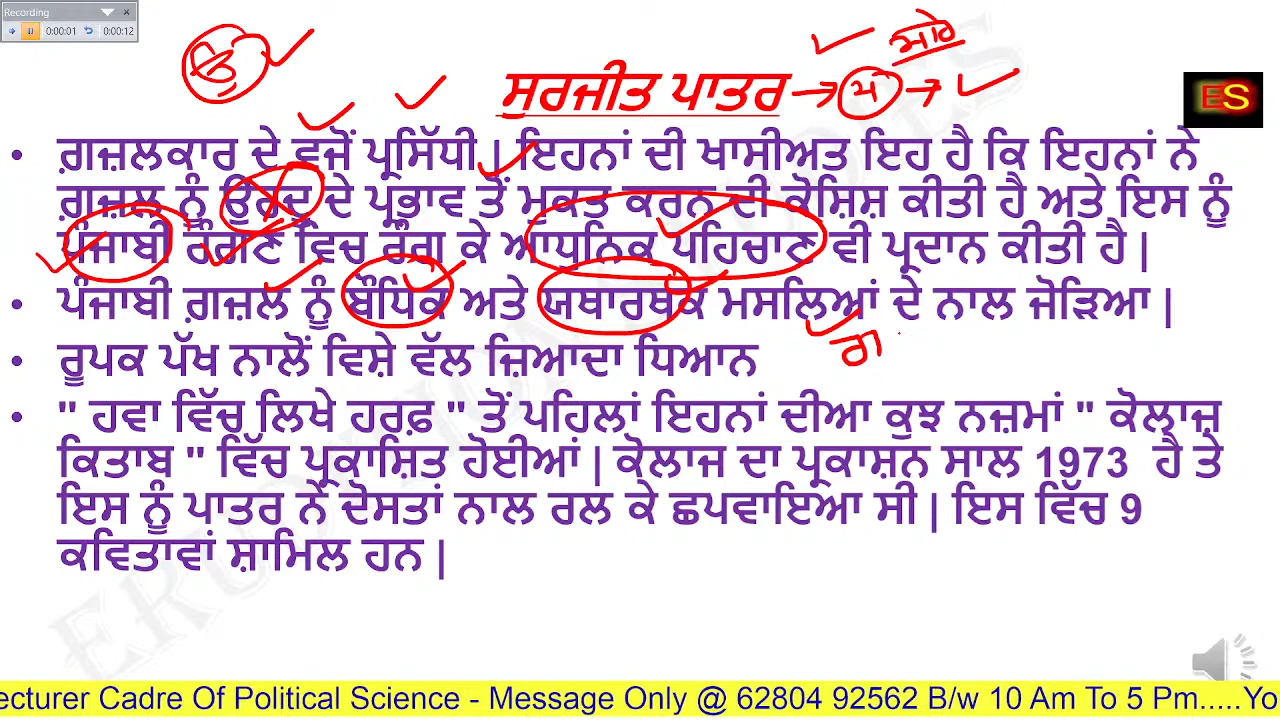 Recording
0:00:01
0:00:12
ਸੁਰਜੀਤ ਪਾਤਰ
ES
• ਗ਼ਜ਼ਲਕਾਰ ਦੇ ਵਜੋਂ ਪ੍ਰਸਿੱਧੀ | ਇਹਨਾਂ ਦੀ ਖਾਸੀਅਤ ਇਹ ਹੈ ਕਿ ਇਹਨਾਂ ਨੇ
ਗ਼ਜ਼ਲ ਨੂੰ ਉਰਦੂ ਦੇ ਪ੍ਰਭਾਵ ਤੋਂ ਮੁਕਤ ਕਰਨ ਦੀ ਕੋਸ਼ਿਸ਼ ਕੀਤੀ ਹੈ ਅਤੇ ਇਸ ਨੂੰ
ਪੰਜਾਬੀ ਰੰਗਾਣ ਵਿਚ ਰੰਗ ਕੇ ਆਧੁਨਿਕ ਪਹਿਚਾਣ ਵੀ ਪ੍ਰਦਾਨ ਕੀਤੀ ਹੈ |
• ਪੰਜਾਬੀ ਗ਼ਜ਼ਲ ਨੂੰ ਬੌਧਿਕ ਅਤੇ ਯਥਾਰਥਕ ਮਸਲਿਆਂ ਦੇ ਨਾਲ ਜੋੜਿਆ |
• ਰੂਪਕ ਪੱਖ ਨਾਲੋਂ ਵਿਸ਼ੇ ਵੱਲ ਜ਼ਿਆਦਾ ਧਿਆਨ
• " ਹਵਾ ਵਿੱਚ ਲਿਖੇ ਹਰਫ਼ " ਤੋਂ ਪਹਿਲਾਂ ਇਹਨਾਂ ਦੀਆ ਕੁਝ ਨਜ਼ਮਾਂ " ਕੋਲਾਜ਼
ਕਿਤਾਬ " ਵਿੱਚ ਪ੍ਰਕਾਸ਼ਿਤ ਹੋਈਆਂ | ਕੋਲਾਜ ਦਾ ਪ੍ਰਕਾਸ਼ਨ ਸਾਲ 1973 ਹੈ ਤੇ
ਇਸ ਨੂੰ ਪਾਤਰ ਨੇ ਦੋਸਤਾਂ ਨਾਲ ਰਲ ਕੇ ਛਪਵਾਇਆ ਸੀ | ਇਸ ਵਿੱਚ 9
ਕਵਿਤਾਵਾਂ ਸ਼ਾਮਿਲ ਹਨ |
ecturer Cadre Of Political Science - Message Only @ 62804 92562 B/w 10 Am To 5 Pm.....Yo